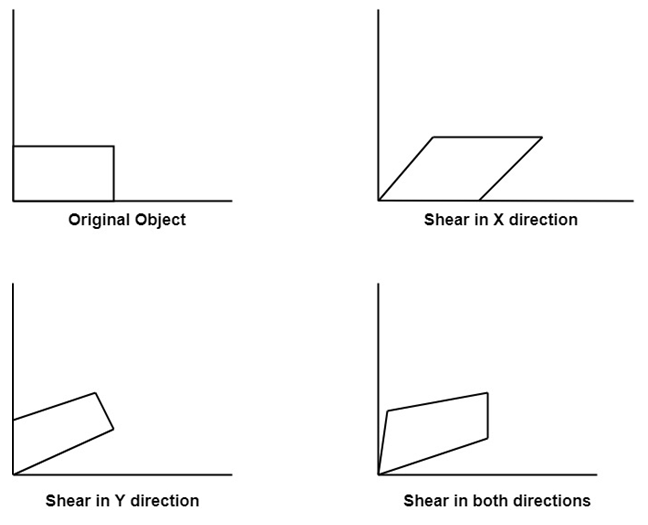 Original Object
Shear in X direction
Shear in Y direction
Shear in both directions